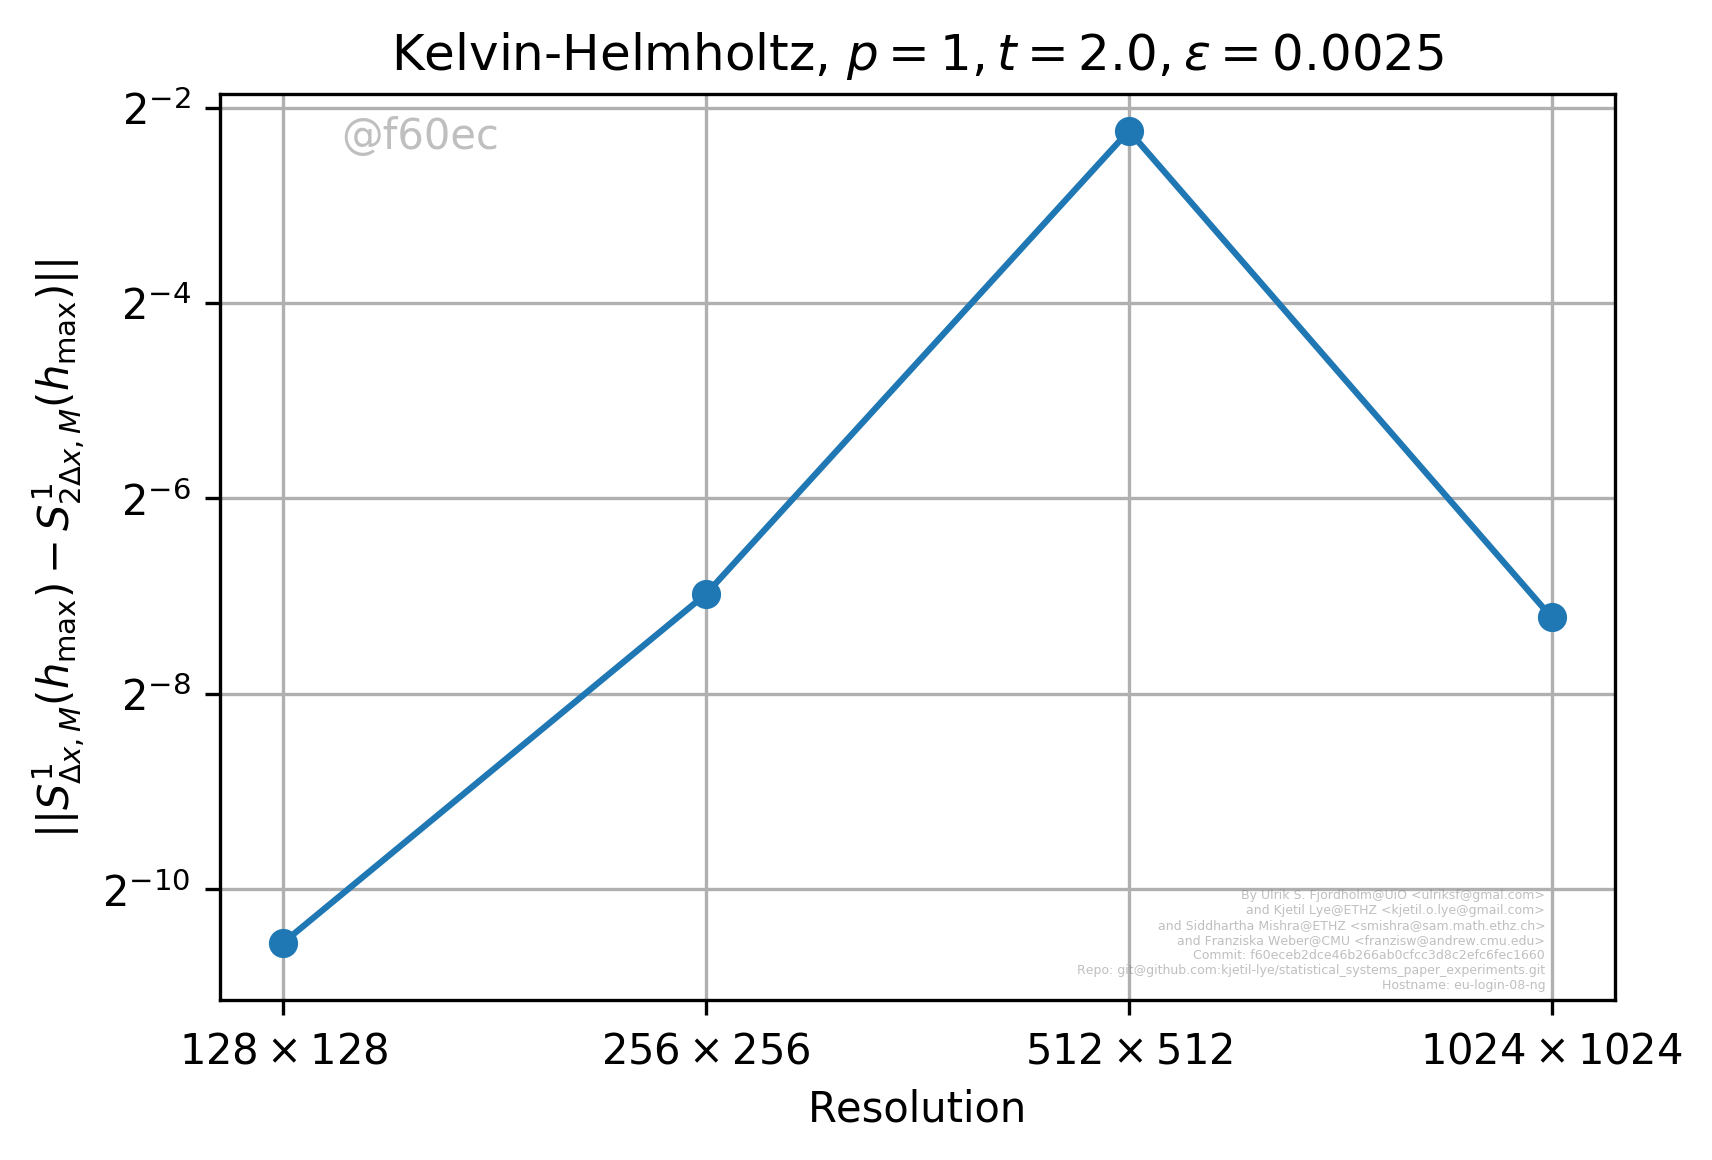 Kelvin-Helmholtz, p = 1, t = 2.0, ε = 0.0025
@f60ec
2⁻²
2⁻⁴
2⁻⁶
2⁻⁸
2⁻¹⁰
||S¹_{Δx,M}(h_max) − S¹_{2Δx,M}(h_max)||
By Ulrik S. Fjordholm@UiO <ulriksf@gmal.com>
and Kjetil Lye@ETHZ <kjetil.o.lye@gmail.com>
and Siddhartha Mishra@ETHZ <smishra@sam.math.ethz.ch>
and Franziska Weber@CMU <franzisw@andrew.cmu.edu>
Commit: f60eceb2dce46b266ab0cfcc3d8c2efc6fec1660
Repo: git@github.com:kjetil-lye/statistical_systems_paper_experiments.git
Hostname: eu-login-08-ng
128 × 128 256 × 256 512 × 512 1024 × 1024
Resolution